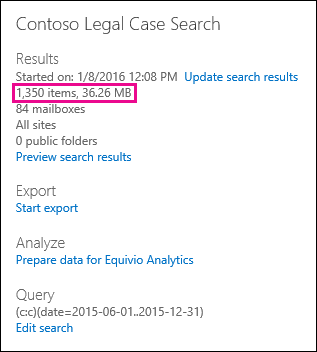 Contoso Legal Case Search
Results
Started on: 1/8/2016 12:08 PM Update search results
1,350 items, 36.26 MB
84 mailboxes
All sites
0 public folders
Preview search results
Export
Start export
Analyze
Prepare data for Equivio Analytics
Query
(c:c)(date=2015-06-01..2015-12-31)
Edit search